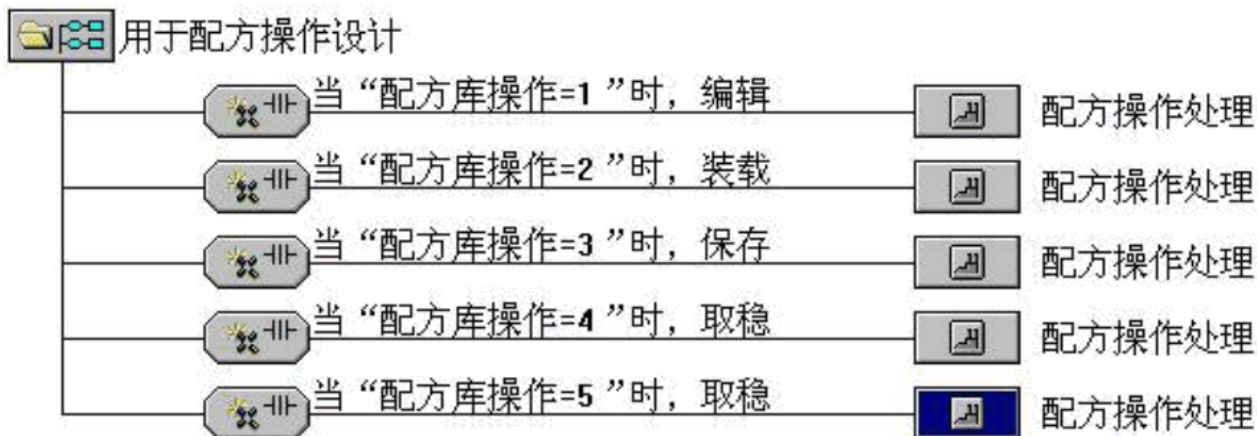 用于配方操作设计
当“配方库操作=1”时，编辑 配方操作处理
当“配方库操作=2”时，装载 配方操作处理
当“配方库操作=3”时，保存 配方操作处理
当“配方库操作=4”时，取稳 配方操作处理
当“配方库操作=5”时，取稳 配方操作处理